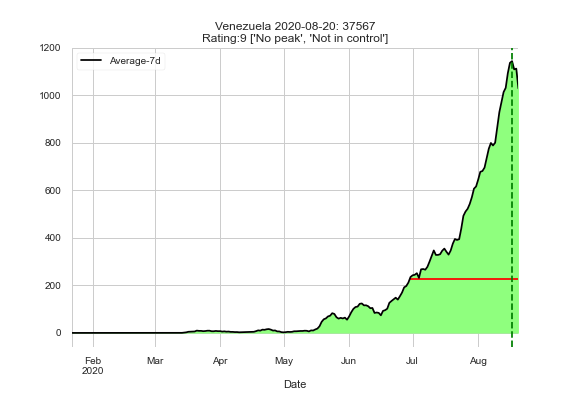 Venezuela 2020-08-20: 37567
Rating:9 ['No peak', 'Not in control']
1200
Average-7d
1000
800
600
400
200
0
Feb Mar Apr May Jun Jul Aug
2020
Date